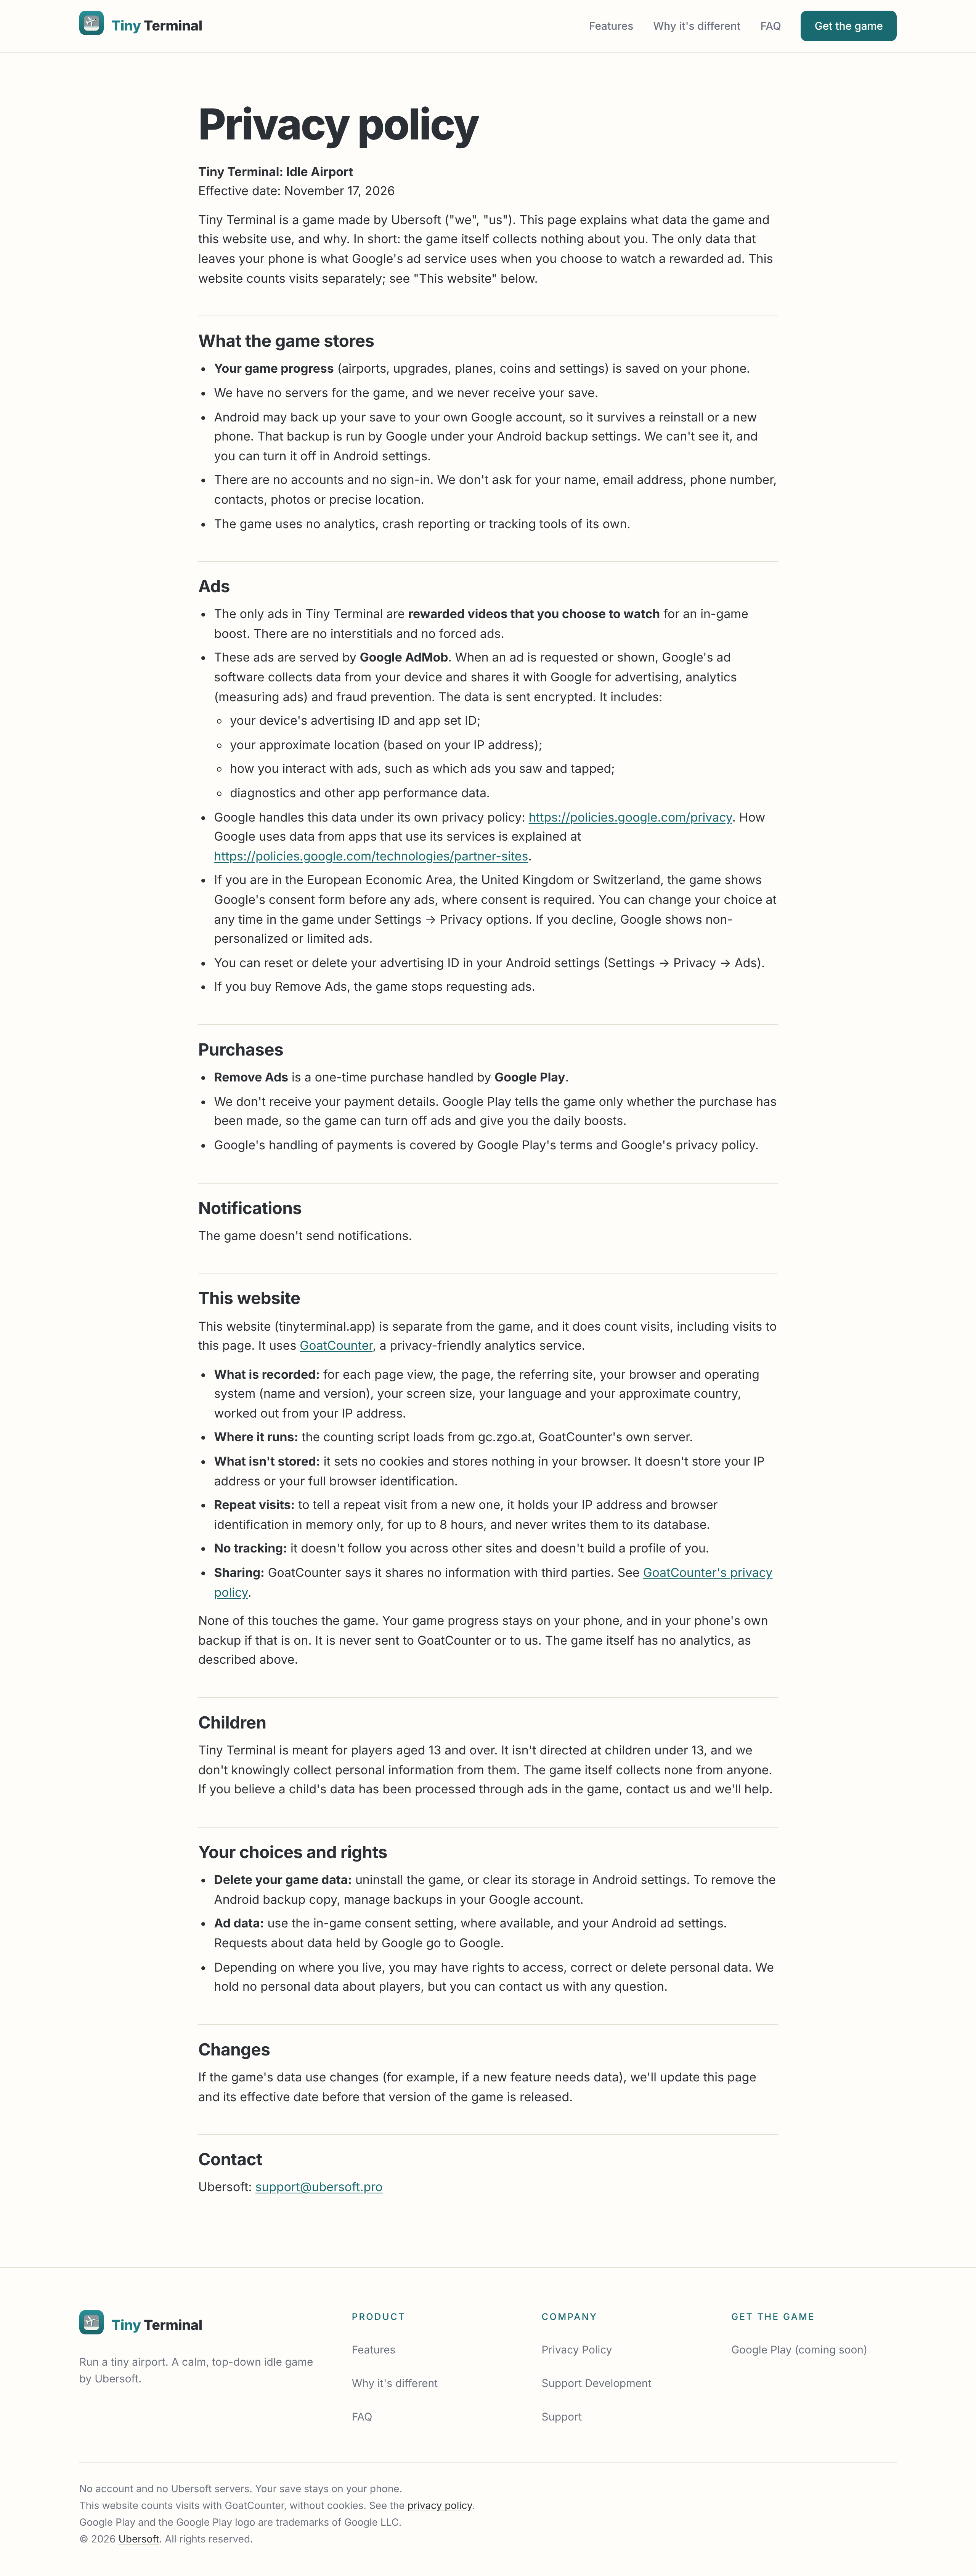 Tiny Terminal
Features
Why it's different
FAQ
Get the game
Privacy policy
Tiny Terminal: Idle Airport
Effective date: November 17, 2026
Tiny Terminal is a game made by Ubersoft ("we", "us"). This page explains what data the game and
this website use, and why. In short: the game itself collects nothing about you. The only data that
leaves your phone is what Google's ad service uses when you choose to watch a rewarded ad. This
website counts visits separately; see "This website" below.
What the game stores
• Your game progress (airports, upgrades, planes, coins and settings) is saved on your phone.
• We have no servers for the game, and we never receive your save.
• Android may back up your save to your own Google account, so it survives a reinstall or a new
phone. That backup is run by Google under your Android backup settings. We can't see it, and
you can turn it off in Android settings.
• There are no accounts and no sign-in. We don't ask for your name, email address, phone number,
contacts, photos or precise location.
• The game uses no analytics, crash reporting or tracking tools of its own.
Ads
• The only ads in Tiny Terminal are rewarded videos that you choose to watch for an in-game
boost. There are no interstitials and no forced ads.
• These ads are served by Google AdMob. When an ad is requested or shown, Google's ad
software collects data from your device and shares it with Google for advertising, analytics
(measuring ads) and fraud prevention. The data is sent encrypted. It includes:
◦ your device's advertising ID and app set ID;
◦ your approximate location (based on your IP address);
◦ how you interact with ads, such as which ads you saw and tapped;
◦ diagnostics and other app performance data.
• Google handles this data under its own privacy policy: https://policies.google.com/privacy. How
Google uses data from apps that use its services is explained at
https://policies.google.com/technologies/partner-sites.
• If you are in the European Economic Area, the United Kingdom or Switzerland, the game shows
Google's consent form before any ads, where consent is required. You can change your choice at
any time in the game under Settings → Privacy options. If you decline, Google shows non-
personalized or limited ads.
• You can reset or delete your advertising ID in your Android settings (Settings → Privacy → Ads).
• If you buy Remove Ads, the game stops requesting ads.
Purchases
• Remove Ads is a one-time purchase handled by Google Play.
• We don't receive your payment details. Google Play tells the game only whether the purchase has
been made, so the game can turn off ads and give you the daily boosts.
• Google's handling of payments is covered by Google Play's terms and Google's privacy policy.
Notifications
The game doesn't send notifications.
This website
This website (tinyterminal.app) is separate from the game, and it does count visits, including visits to
this page. It uses GoatCounter, a privacy-friendly analytics service.
• What is recorded: for each page view, the page, the referring site, your browser and operating
system (name and version), your screen size, your language and your approximate country,
worked out from your IP address.
• Where it runs: the counting script loads from gc.zgo.at, GoatCounter's own server.
• What isn't stored: it sets no cookies and stores nothing in your browser. It doesn't store your IP
address or your full browser identification.
• Repeat visits: to tell a repeat visit from a new one, it holds your IP address and browser
identification in memory only, for up to 8 hours, and never writes them to its database.
• No tracking: it doesn't follow you across other sites and doesn't build a profile of you.
• Sharing: GoatCounter says it shares no information with third parties. See GoatCounter's privacy
policy.
None of this touches the game. Your game progress stays on your phone, and in your phone's own
backup if that is on. It is never sent to GoatCounter or to us. The game itself has no analytics, as
described above.
Children
Tiny Terminal is meant for players aged 13 and over. It isn't directed at children under 13, and we
don't knowingly collect personal information from them. The game itself collects none from anyone.
If you believe a child's data has been processed through ads in the game, contact us and we'll help.
Your choices and rights
• Delete your game data: uninstall the game, or clear its storage in Android settings. To remove the
Android backup copy, manage backups in your Google account.
• Ad data: use the in-game consent setting, where available, and your Android ad settings.
Requests about data held by Google go to Google.
• Depending on where you live, you may have rights to access, correct or delete personal data. We
hold no personal data about players, but you can contact us with any question.
Changes
If the game's data use changes (for example, if a new feature needs data), we'll update this page
and its effective date before that version of the game is released.
Contact
Ubersoft: support@ubersoft.pro
Tiny Terminal
Run a tiny airport. A calm, top-down idle game
by Ubersoft.
PRODUCT
Features
Why it's different
FAQ
COMPANY
Privacy Policy
Support Development
Support
GET THE GAME
Google Play (coming soon)
No account and no Ubersoft servers. Your save stays on your phone.
This website counts visits with GoatCounter, without cookies. See the privacy policy.
Google Play and the Google Play logo are trademarks of Google LLC.
© 2026 Ubersoft. All rights reserved.